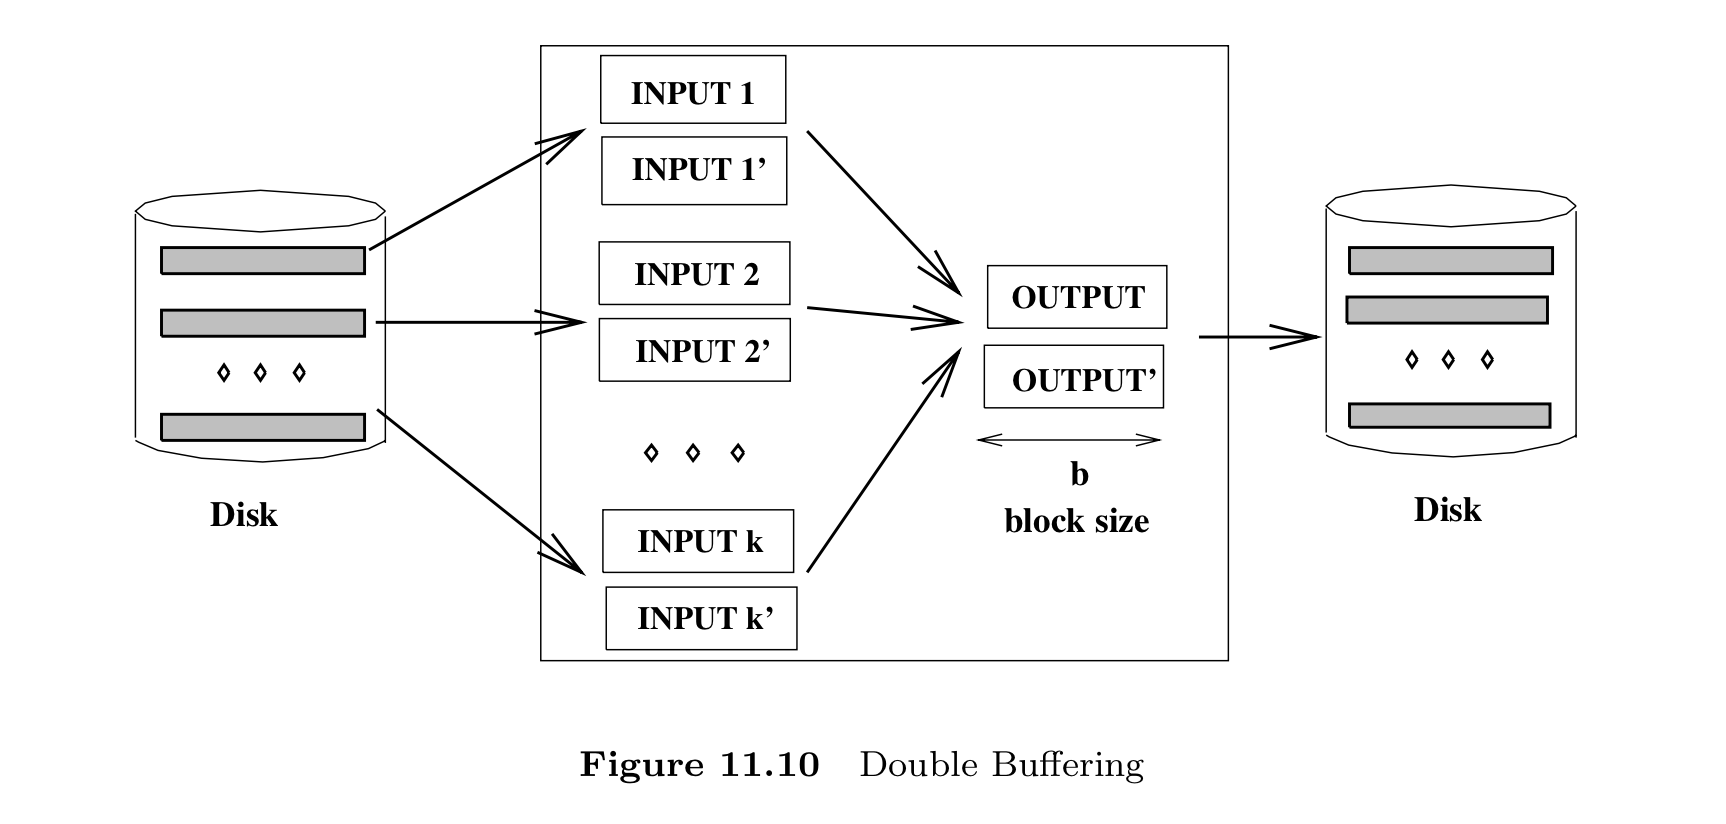 INPUT 1
INPUT 1’
INPUT 2
INPUT 2’
INPUT k
INPUT k’
OUTPUT
OUTPUT’
b
block size
Disk
Disk
Figure 11.10 Double Buffering